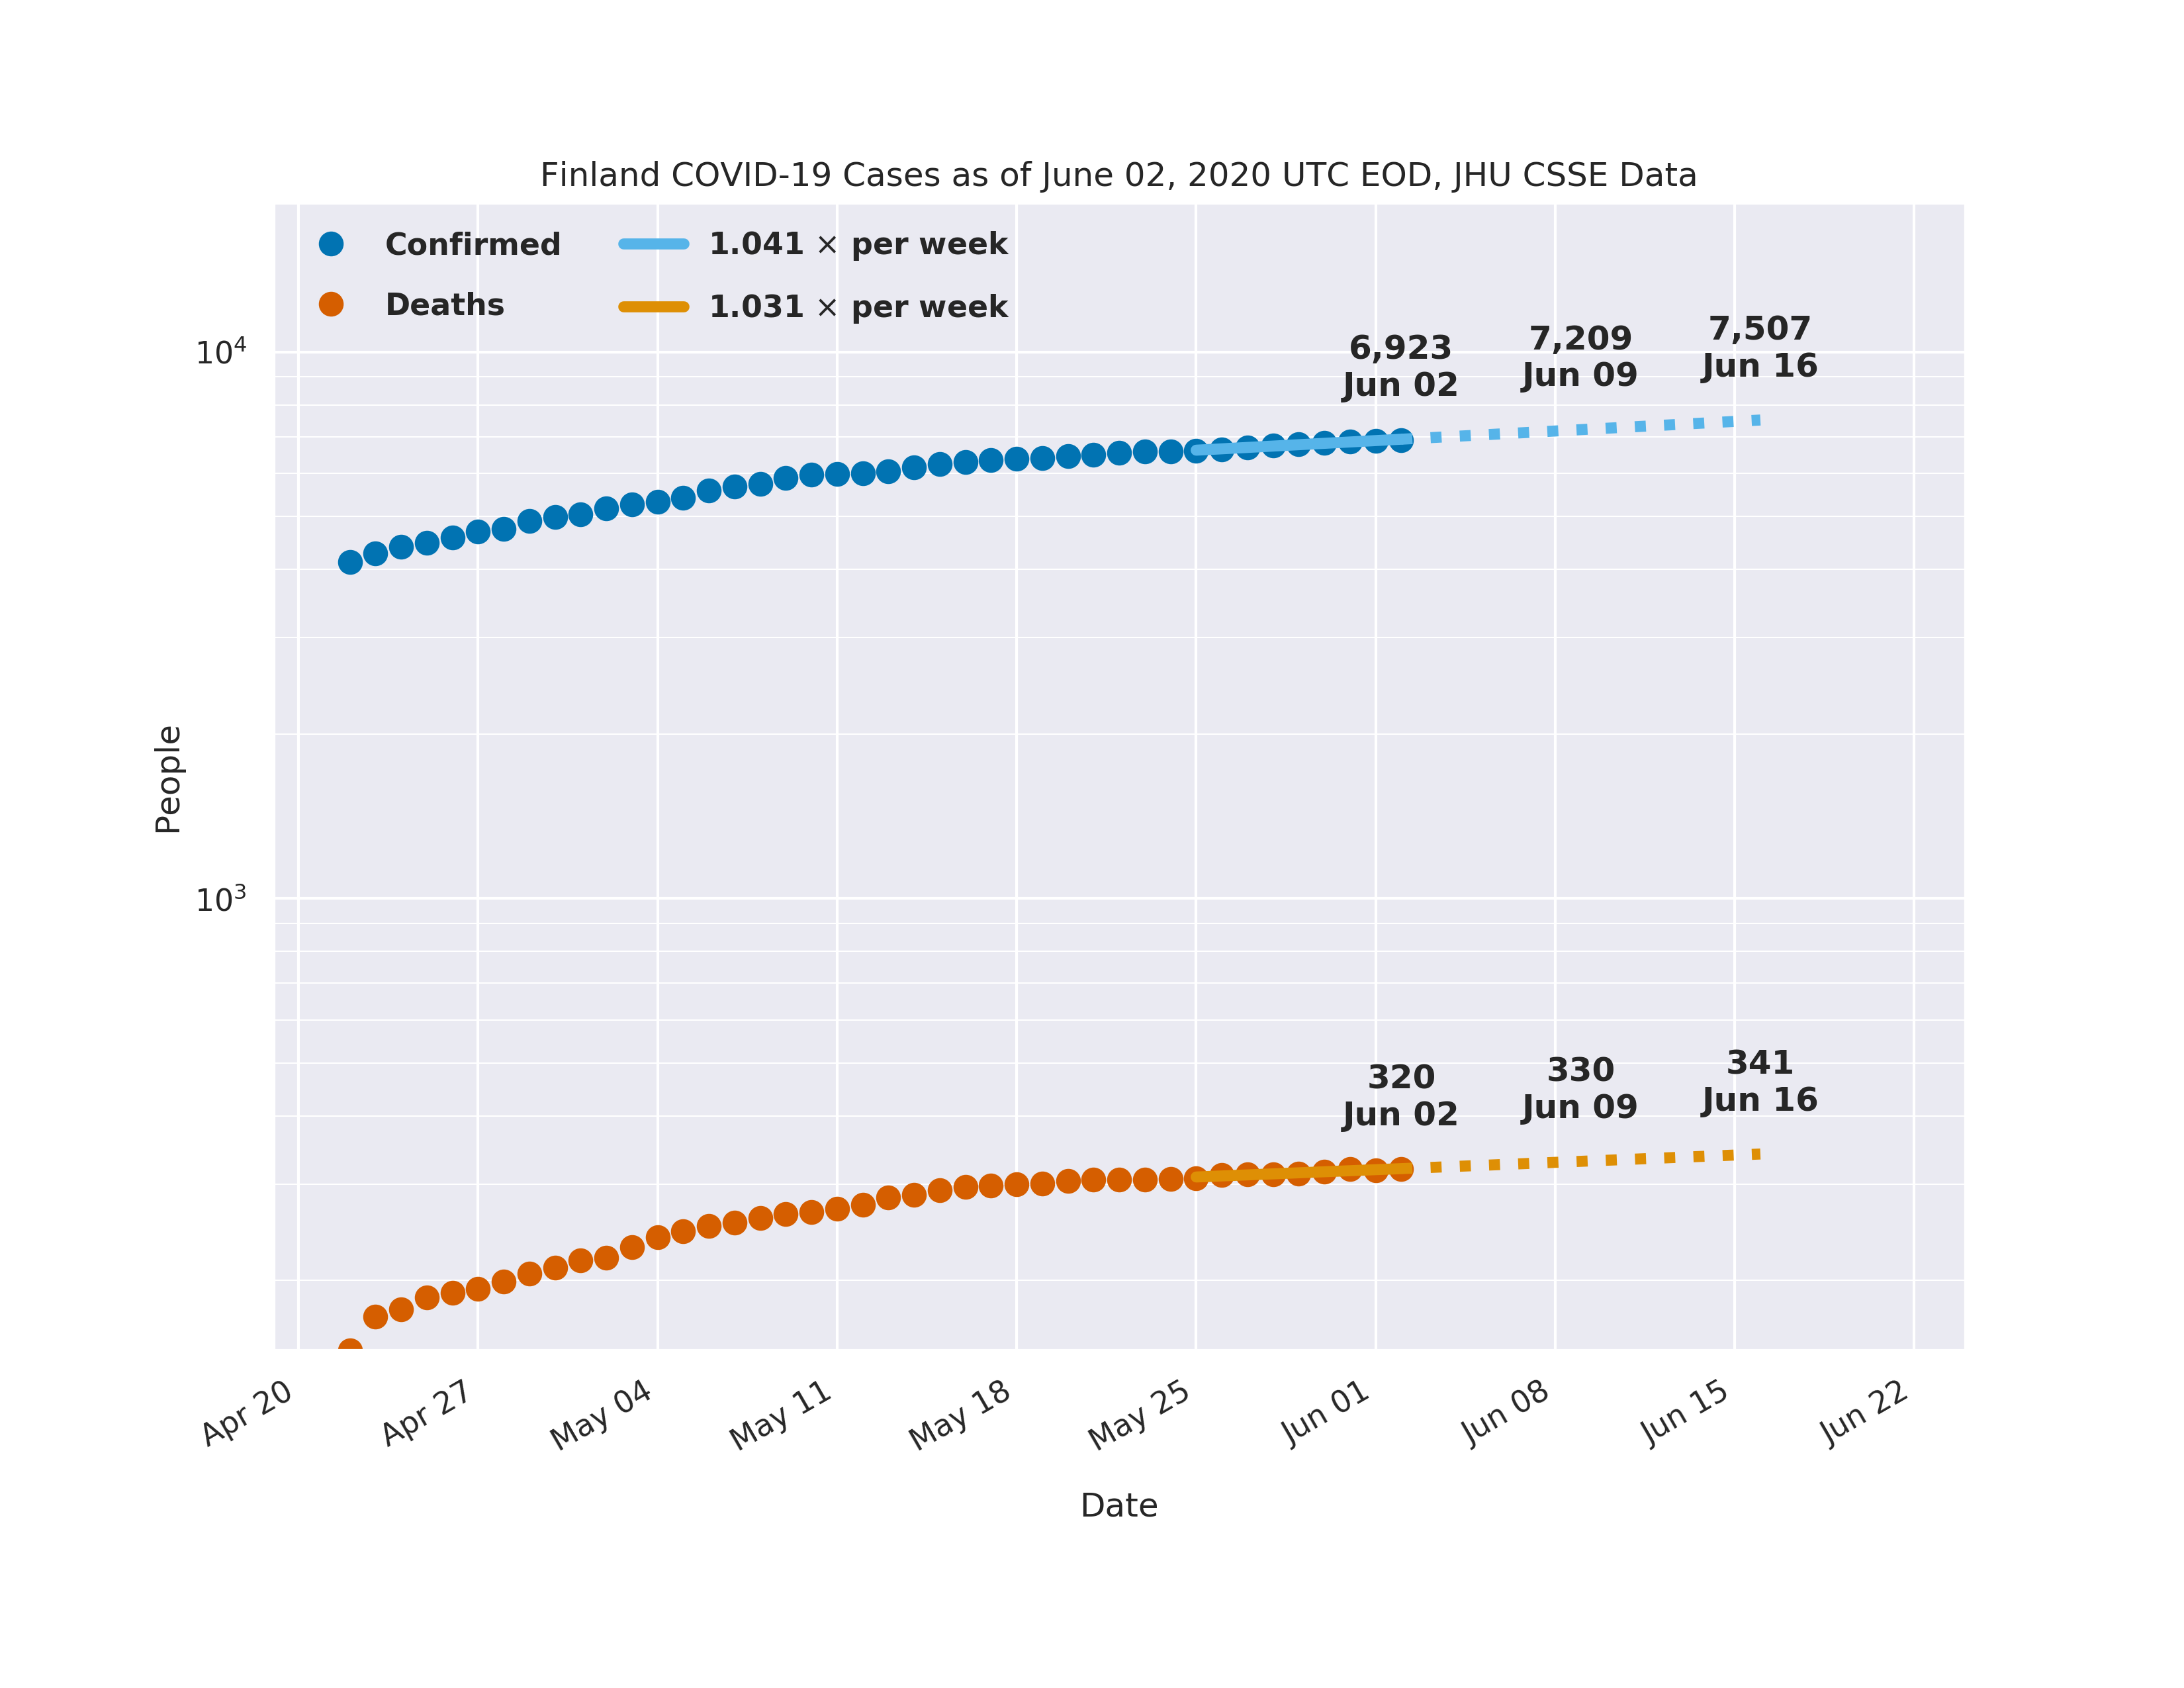 Finland COVID-19 Cases as of June 02, 2020 UTC EOD, JHU CSSE Data
Confirmed
Deaths
1.041 × per week
1.031 × per week
6,923
Jun 02
7,209
Jun 09
7,507
Jun 16
10⁴
People
10³
320
Jun 02
330
Jun 09
341
Jun 16
Apr 20
Apr 27
May 04
May 11
May 18
May 25
Jun 01
Jun 08
Jun 15
Jun 22
Date